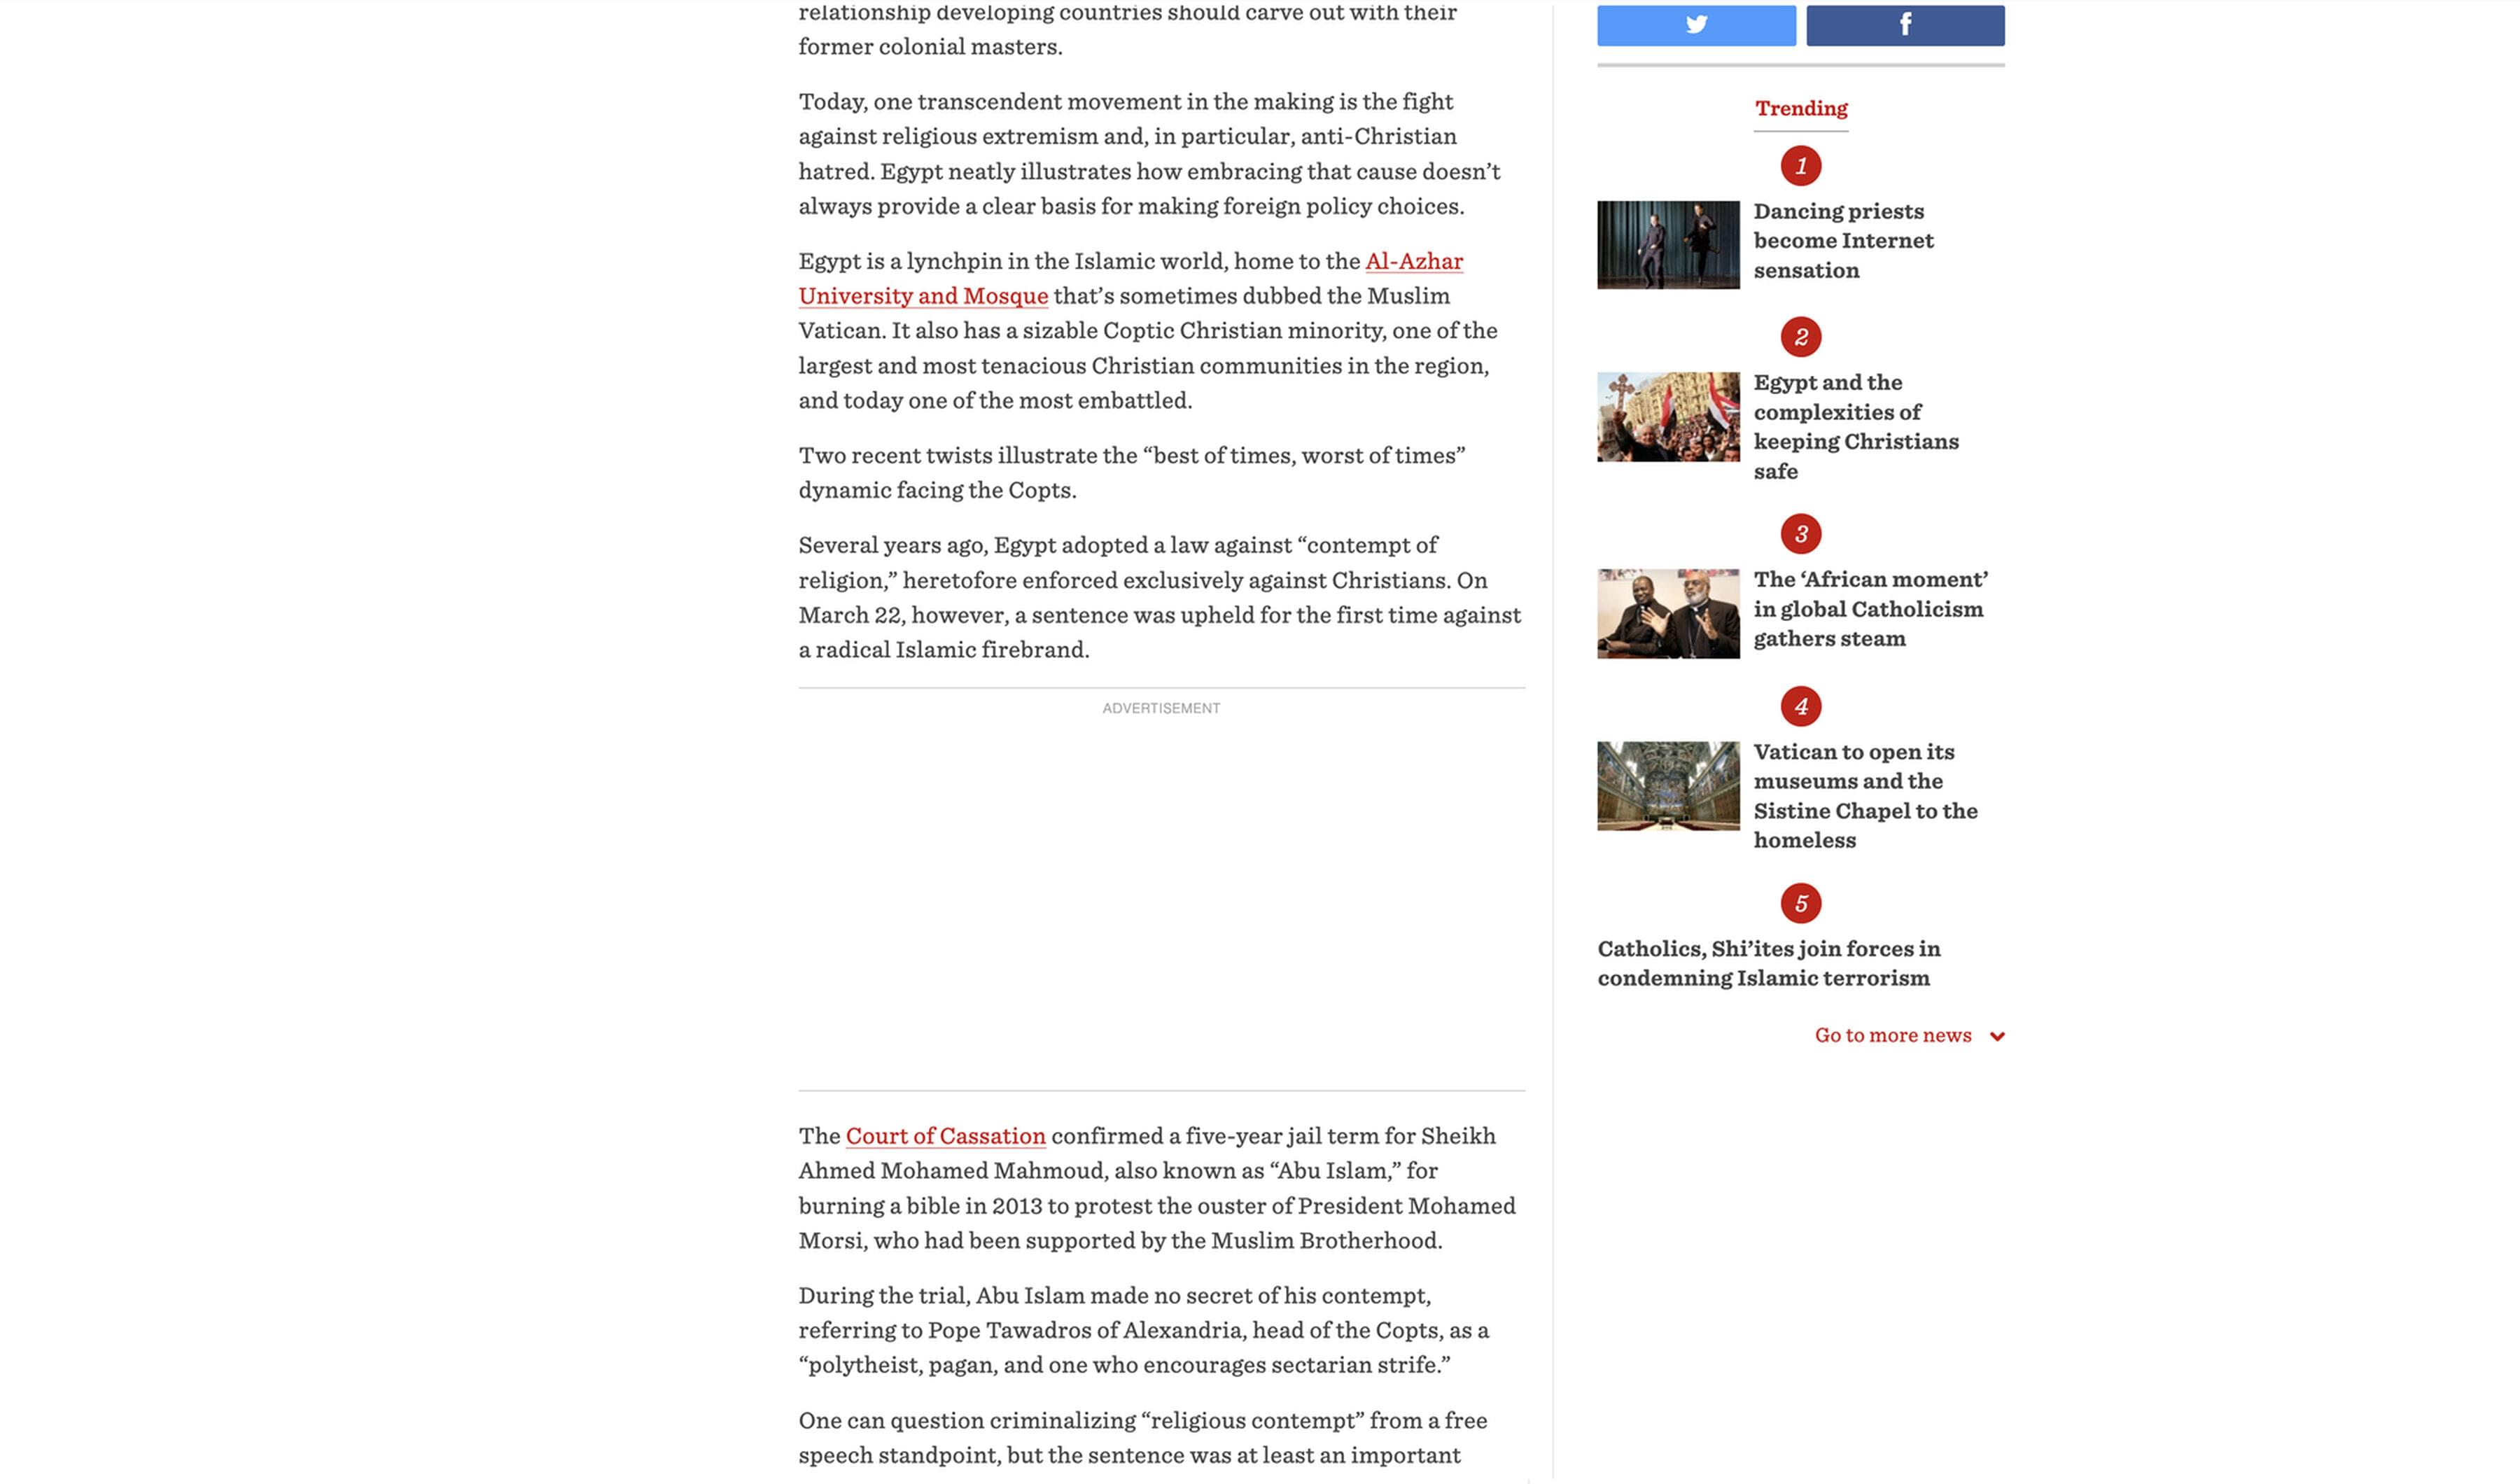 relationship developing countries should carve out with their
former colonial masters.
Today, one transcendent movement in the making is the fight
against religious extremism and, in particular, anti-Christian
hatred. Egypt neatly illustrates how embracing that cause doesn’t
always provide a clear basis for making foreign policy choices.
Egypt is a lynchpin in the Islamic world, home to the Al-Azhar
University and Mosque that’s sometimes dubbed the Muslim
Vatican. It also has a sizable Coptic Christian minority, one of the
largest and most tenacious Christian communities in the region,
and today one of the most embattled.
Two recent twists illustrate the “best of times, worst of times”
dynamic facing the Copts.
Several years ago, Egypt adopted a law against “contempt of
religion,” heretofore enforced exclusively against Christians. On
March 22, however, a sentence was upheld for the first time against
a radical Islamic firebrand.
ADVERTISEMENT
The Court of Cassation confirmed a five-year jail term for Sheikh
Ahmed Mohamed Mahmoud, also known as “Abu Islam,” for
burning a bible in 2013 to protest the ouster of President Mohamed
Morsi, who had been supported by the Muslim Brotherhood.
During the trial, Abu Islam made no secret of his contempt,
referring to Pope Tawadros of Alexandria, head of the Copts, as a
“polytheist, pagan, and one who encourages sectarian strife.”
One can question criminalizing “religious contempt” from a free
speech standpoint, but the sentence was at least an important
Trending
1
Dancing priests
become Internet
sensation
2
Egypt and the
complexities of
keeping Christians
safe
3
The ‘African moment’
in global Catholicism
gathers steam
4
Vatican to open its
museums and the
Sistine Chapel to the
homeless
5
Catholics, Shi’ites join forces in
condemning Islamic terrorism
Go to more news